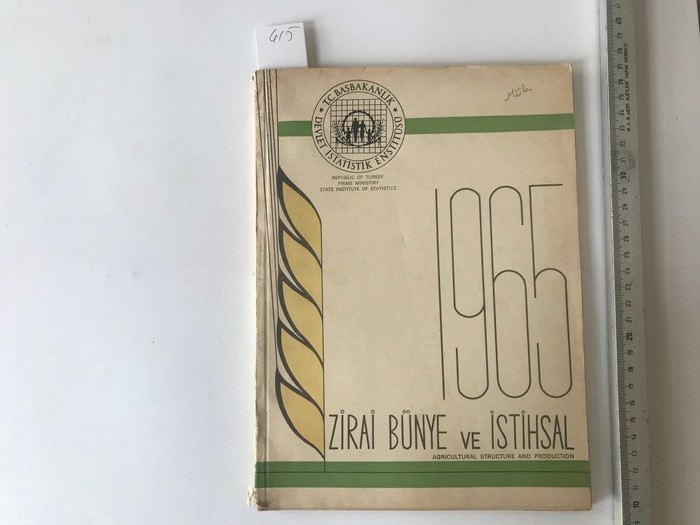 415
T.C. BAŞBAKANLIK
DEVLET İSTATİSTİK ENSTİTÜSÜ
REPUBLIC OF TURKEY
PRIME MINISTRY
STATE INSTITUTE OF STATISTICS
1965
ZİRAİ BÜNYE VE İSTİHSAL
AGRICULTURAL STRUCTURE AND PRODUCTION